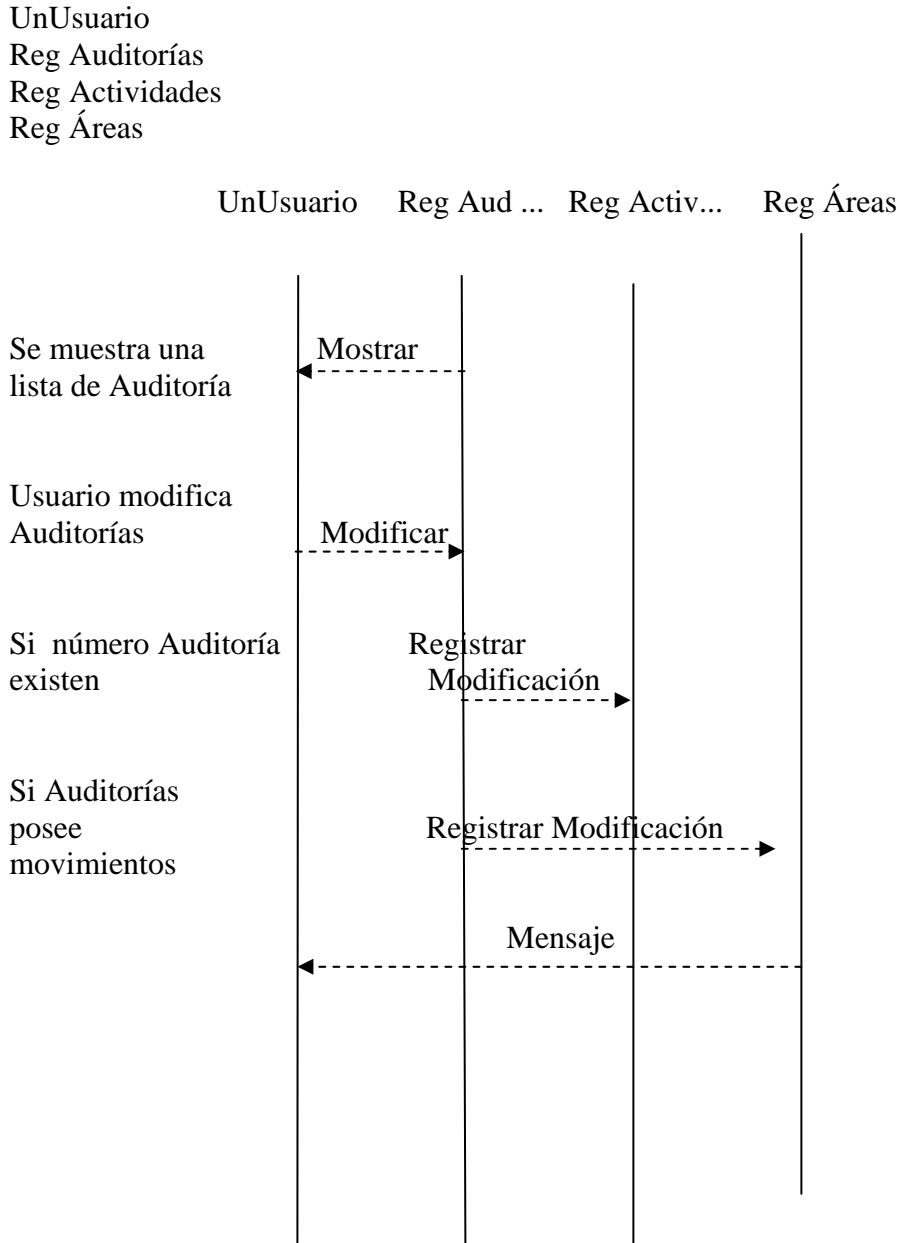 UnUsuario
Reg Auditorías
Reg Actividades
Reg Áreas
UnUsuario Reg Aud ... Reg Activ... Reg Áreas
Se muestra una
lista de Auditoría
Mostrar
Usuario modifica
Auditorías
Modificar
Si número Auditoría
existen
Registrar
Modificación
Si Auditorías
posee
movimientos
Registrar Modificación
Mensaje